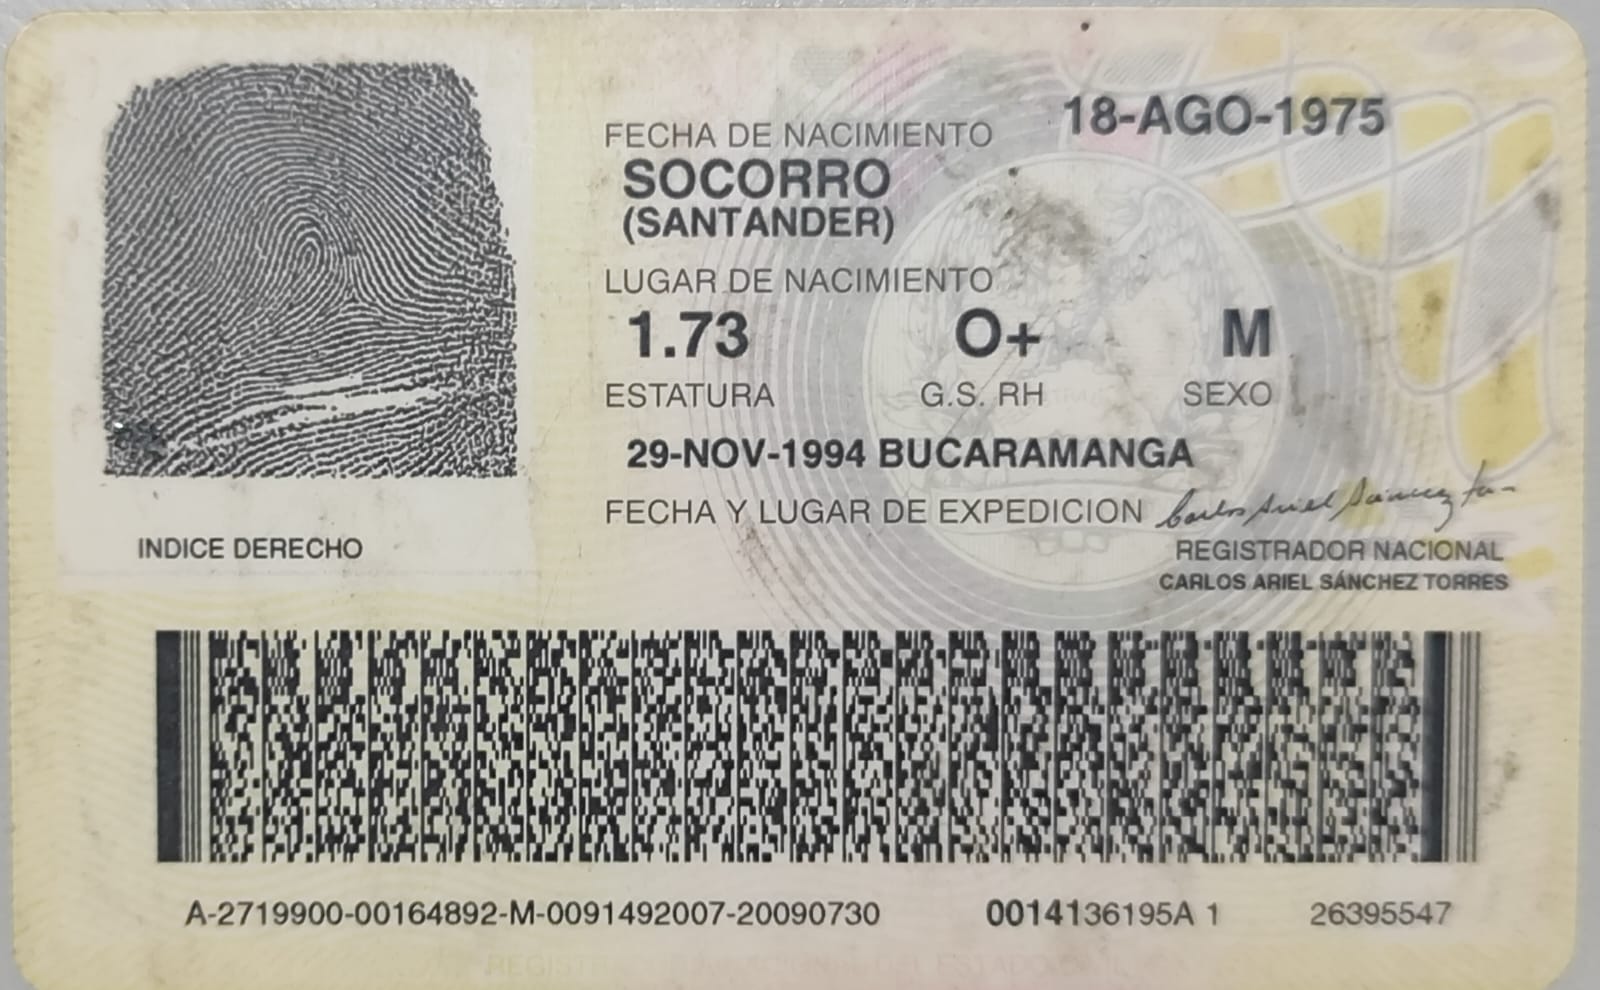 18-AGO-1975
FECHA DE NACIMIENTO
SOCORRO
(SANTANDER)
LUGAR DE NACIMIENTO
1.73 O+ M
ESTATURA G.S. RH SEXO
29-NOV-1994 BUCARAMANGA
FECHA Y LUGAR DE EXPEDICION
INDICE DERECHO
REGISTRADOR NACIONAL
CARLOS ARIEL SÁNCHEZ TORRES
A-2719900-00164892-M-0091492007-20090730 0014136195A 1 26395547